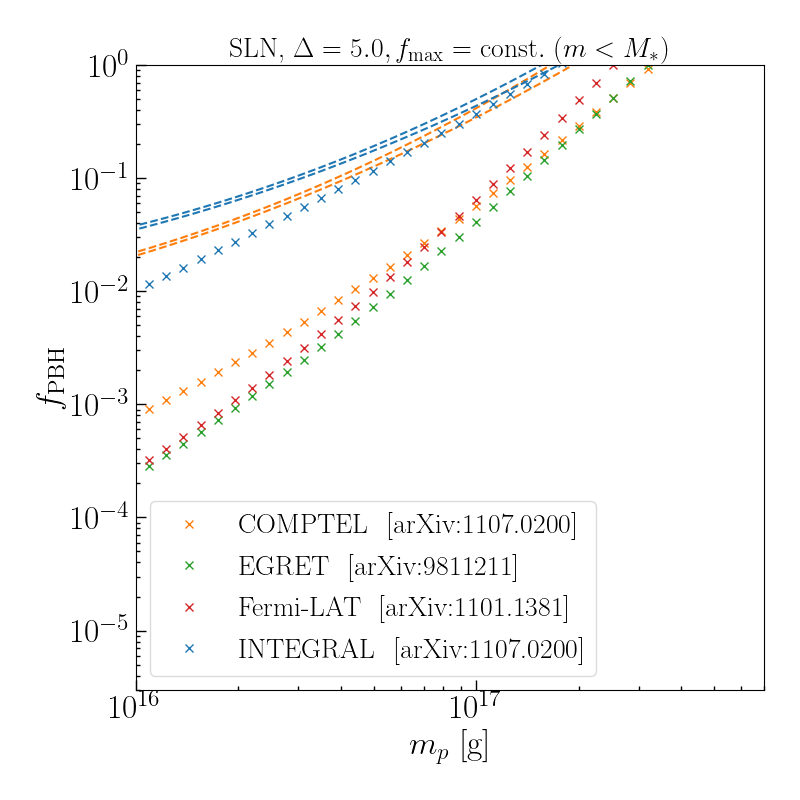 SLN, Δ = 5.0, f_max = const. (m < M_*)
10^0
10^−1
10^−2
10^−3
10^−4
10^−5
f_PBH
COMPTEL [arXiv:1107.0200]
EGRET [arXiv:9811211]
Fermi-LAT [arXiv:1101.1381]
INTEGRAL [arXiv:1107.0200]
10^16 10^17
m_p [g]